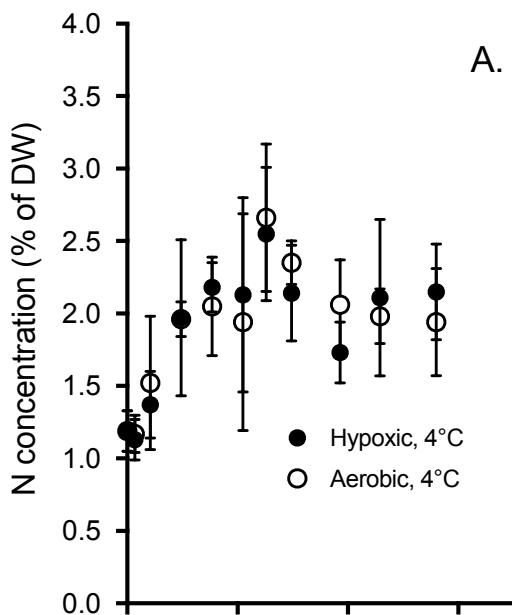 A.
N concentration (% of DW)
4.0
3.5
3.0
2.5
2.0
1.5
1.0
0.5
0.0
Hypoxic, 4°C
Aerobic, 4°C